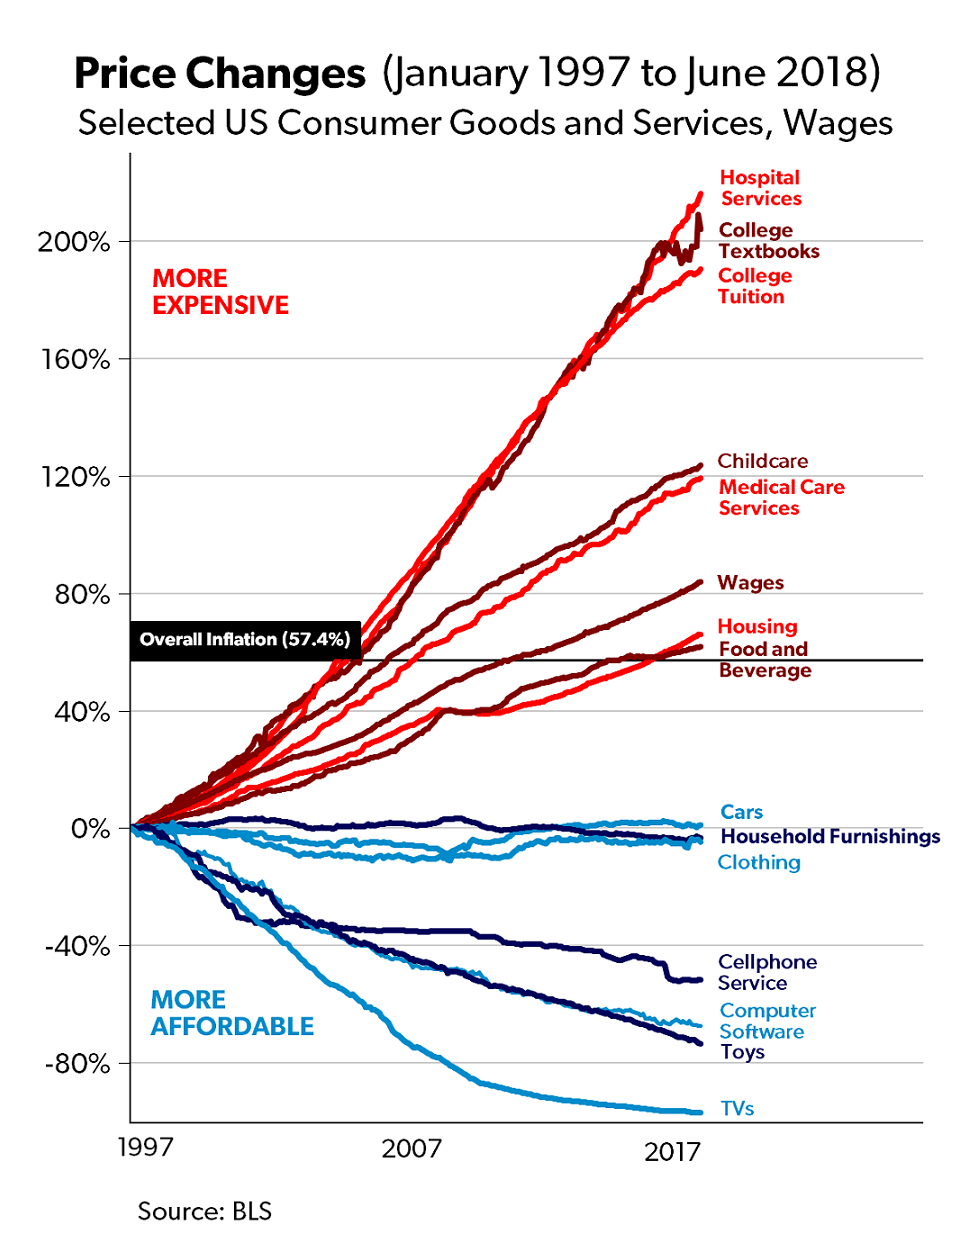 Price Changes (January 1997 to June 2018)
Selected US Consumer Goods and Services, Wages
200%
160%
120%
80%
40%
0%
-40%
-80%
MORE
EXPENSIVE
Overall Inflation (57.4%)
MORE
AFFORDABLE
Hospital
Services
College
Textbooks
College
Tuition
Childcare
Medical Care
Services
Wages
Housing
Food and
Beverage
Cars
Household Furnishings
Clothing
Cellphone
Service
Computer
Software
Toys
TVs
1997
2007
2017
Source: BLS